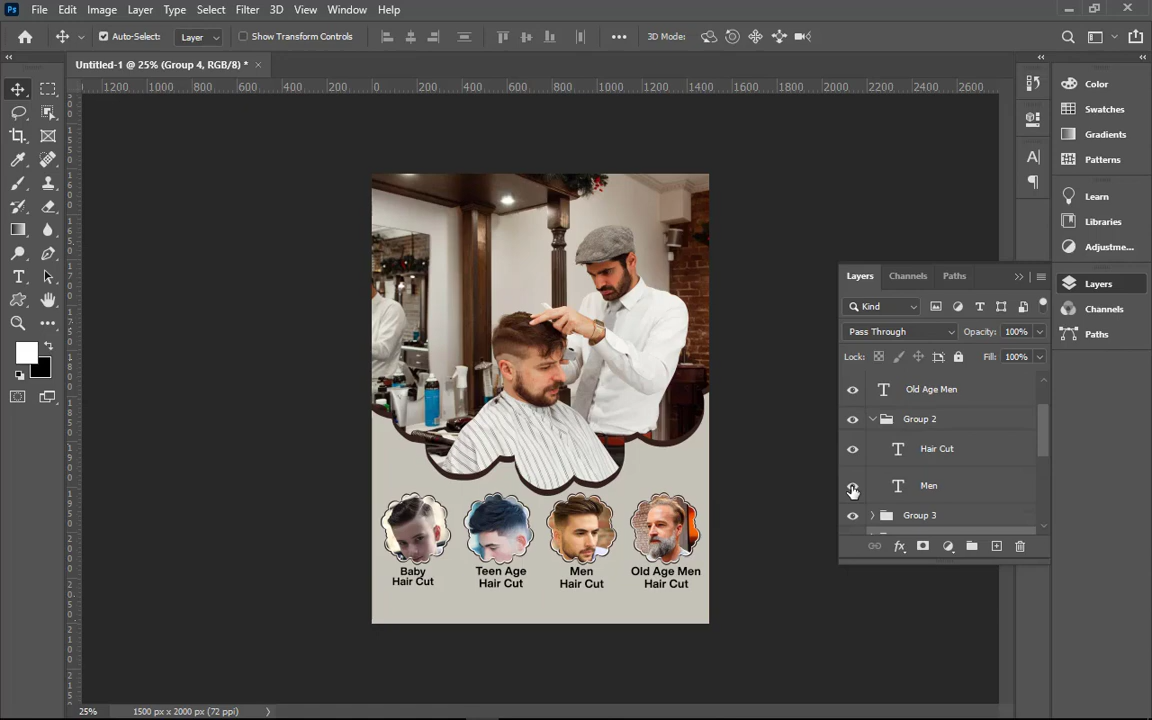 Ps File Edit Image Layer Type Select Filter 3D View Window Help
Auto-Select: Layer Show Transform Controls 3D Mode:
Untitled-1 @ 25% (Group 4, RGB/8) * ×
1200 1000 800 600 400 200 0 200 400 600 800 1000 1200 1400 1600 1800 2000 2200 2400 2600
Color
Swatches
Gradients
Patterns
Learn
Libraries
Adjustme...
Layers
Channels
Paths
Layers Channels Paths
Kind
Pass Through Opacity: 100%
Lock: Fill: 100%
Old Age Men
Group 2
Hair Cut
Men
Group 3
Baby
Hair Cut
Teen Age
Hair Cut
Men
Hair Cut
Old Age Men
Hair Cut
25% 1500 px x 2000 px (72 ppi)